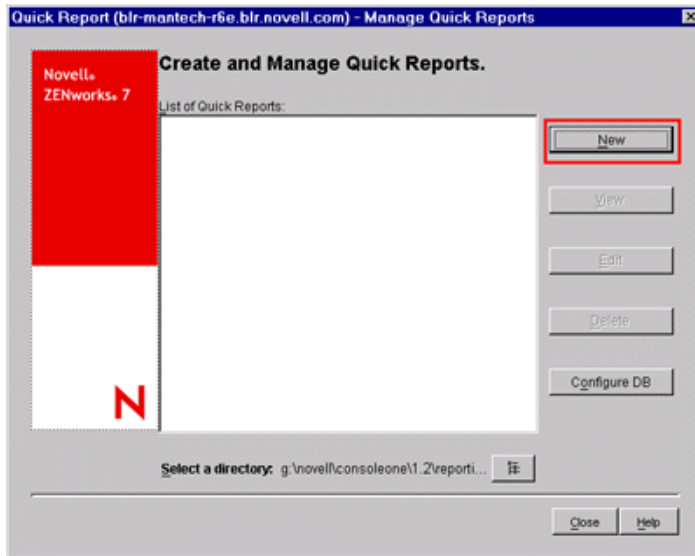 Quick Report (blr-mantech-r6e.blr.novell.com) - Manage Quick Reports
Novell®
ZENworks® 7
Create and Manage Quick Reports.
List of Quick Reports:
New
View
Edit
Delete
Configure DB
N
Select a directory: g:\novell\consoleone\1.2\reporti...
Close
Help